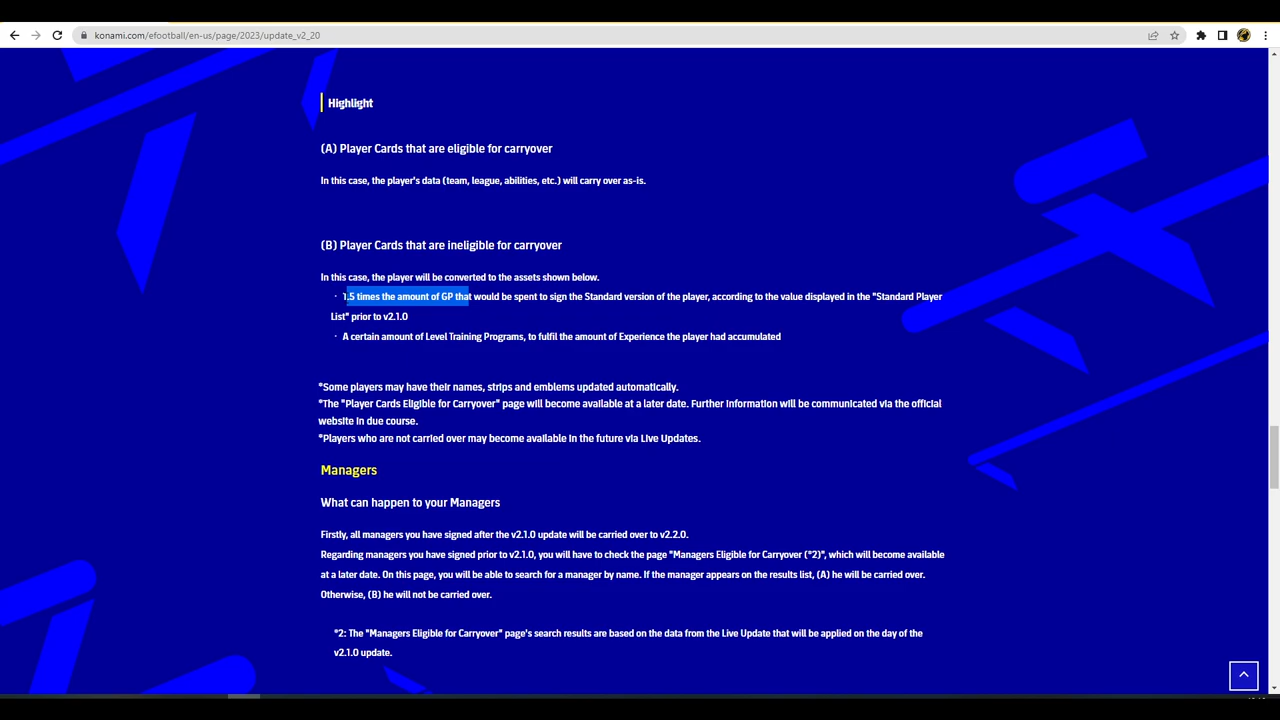 konami.com/efootball/en-us/page/2023/update_v2_20
Highlight
(A) Player Cards that are eligible for carryover
In this case, the player's data (team, league, abilities, etc.) will carry over as-is.
(B) Player Cards that are ineligible for carryover
In this case, the player will be converted to the assets shown below.
・ 1.5 times the amount of GP that would be spent to sign the Standard version of the player, according to the value displayed in the "Standard Player
List" prior to v2.1.0
・ A certain amount of Level Training Programs, to fulfil the amount of Experience the player had accumulated
*Some players may have their names, strips and emblems updated automatically.
*The "Player Cards Eligible for Carryover" page will become available at a later date. Further information will be communicated via the official
website in due course.
*Players who are not carried over may become available in the future via Live Updates.
Managers
What can happen to your Managers
Firstly, all managers you have signed after the v2.1.0 update will be carried over to v2.2.0.
Regarding managers you have signed prior to v2.1.0, you will have to check the page "Managers Eligible for Carryover (*2)", which will become available
at a later date. On this page, you will be able to search for a manager by name. If the manager appears on the results list, (A) he will be carried over.
Otherwise, (B) he will not be carried over.
*2: The "Managers Eligible for Carryover" page's search results are based on the data from the Live Update that will be applied on the day of the
v2.1.0 update.